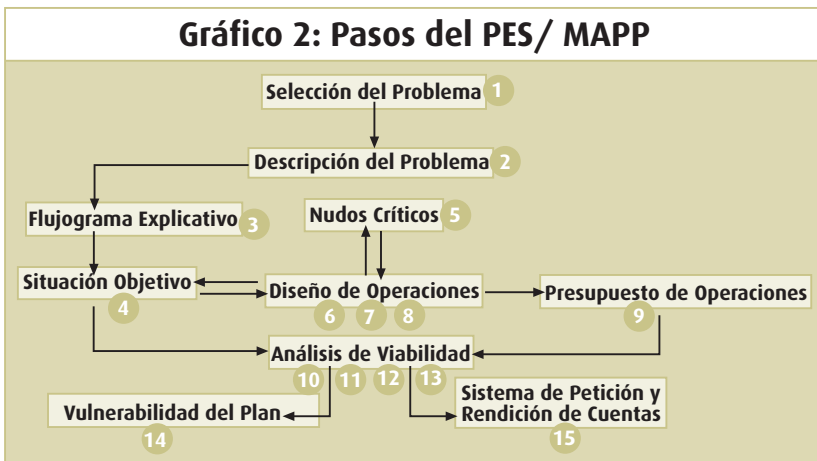 Gráfico 2: Pasos del PES/ MAPP
Selección del Problema 1
Descripción del Problema 2
Flujograma Explicativo 3
Nudos Críticos 5
Situación Objetivo
4
Diseño de Operaciones
6 7 8
Presupuesto de Operaciones
9
Análisis de Viabilidad
10 11 12 13
Vulnerabilidad del Plan
14
Sistema de Petición y
Rendición de Cuentas
15